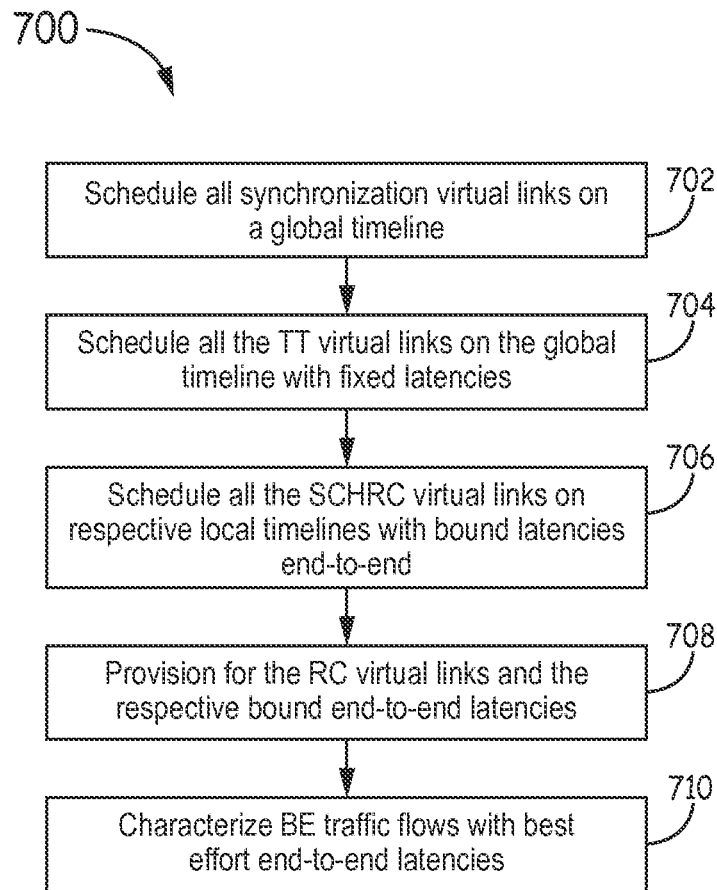 700
Schedule all synchronization virtual links on
a global timeline
702
Schedule all the TT virtual links on the global
timeline with fixed latencies
704
Schedule all the SCHRC virtual links on
respective local timelines with bound latencies
end-to-end
706
Provision for the RC virtual links and the
respective bound end-to-end latencies
708
Characterize BE traffic flows with best
effort end-to-end latencies
710